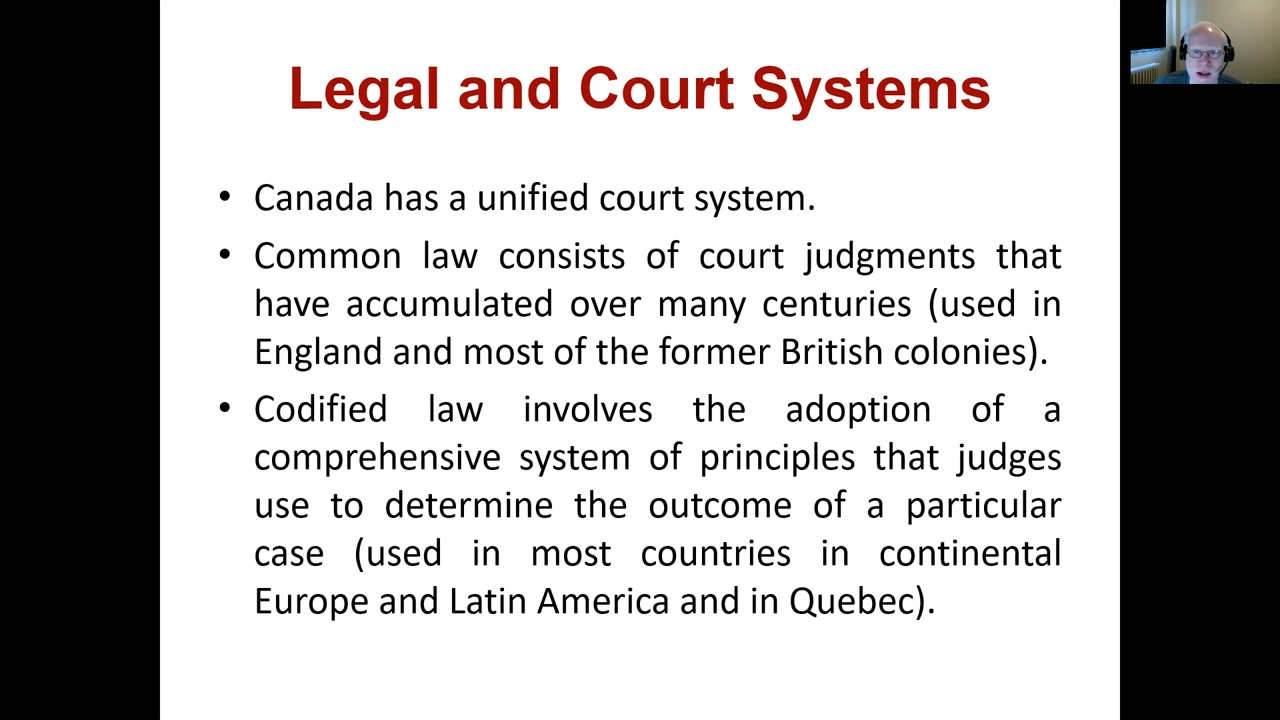 Legal and Court Systems
• Canada has a unified court system.
• Common law consists of court judgments that
have accumulated over many centuries (used in
England and most of the former British colonies).
• Codified law involves the adoption of a
comprehensive system of principles that judges
use to determine the outcome of a particular
case (used in most countries in continental
Europe and Latin America and in Quebec).